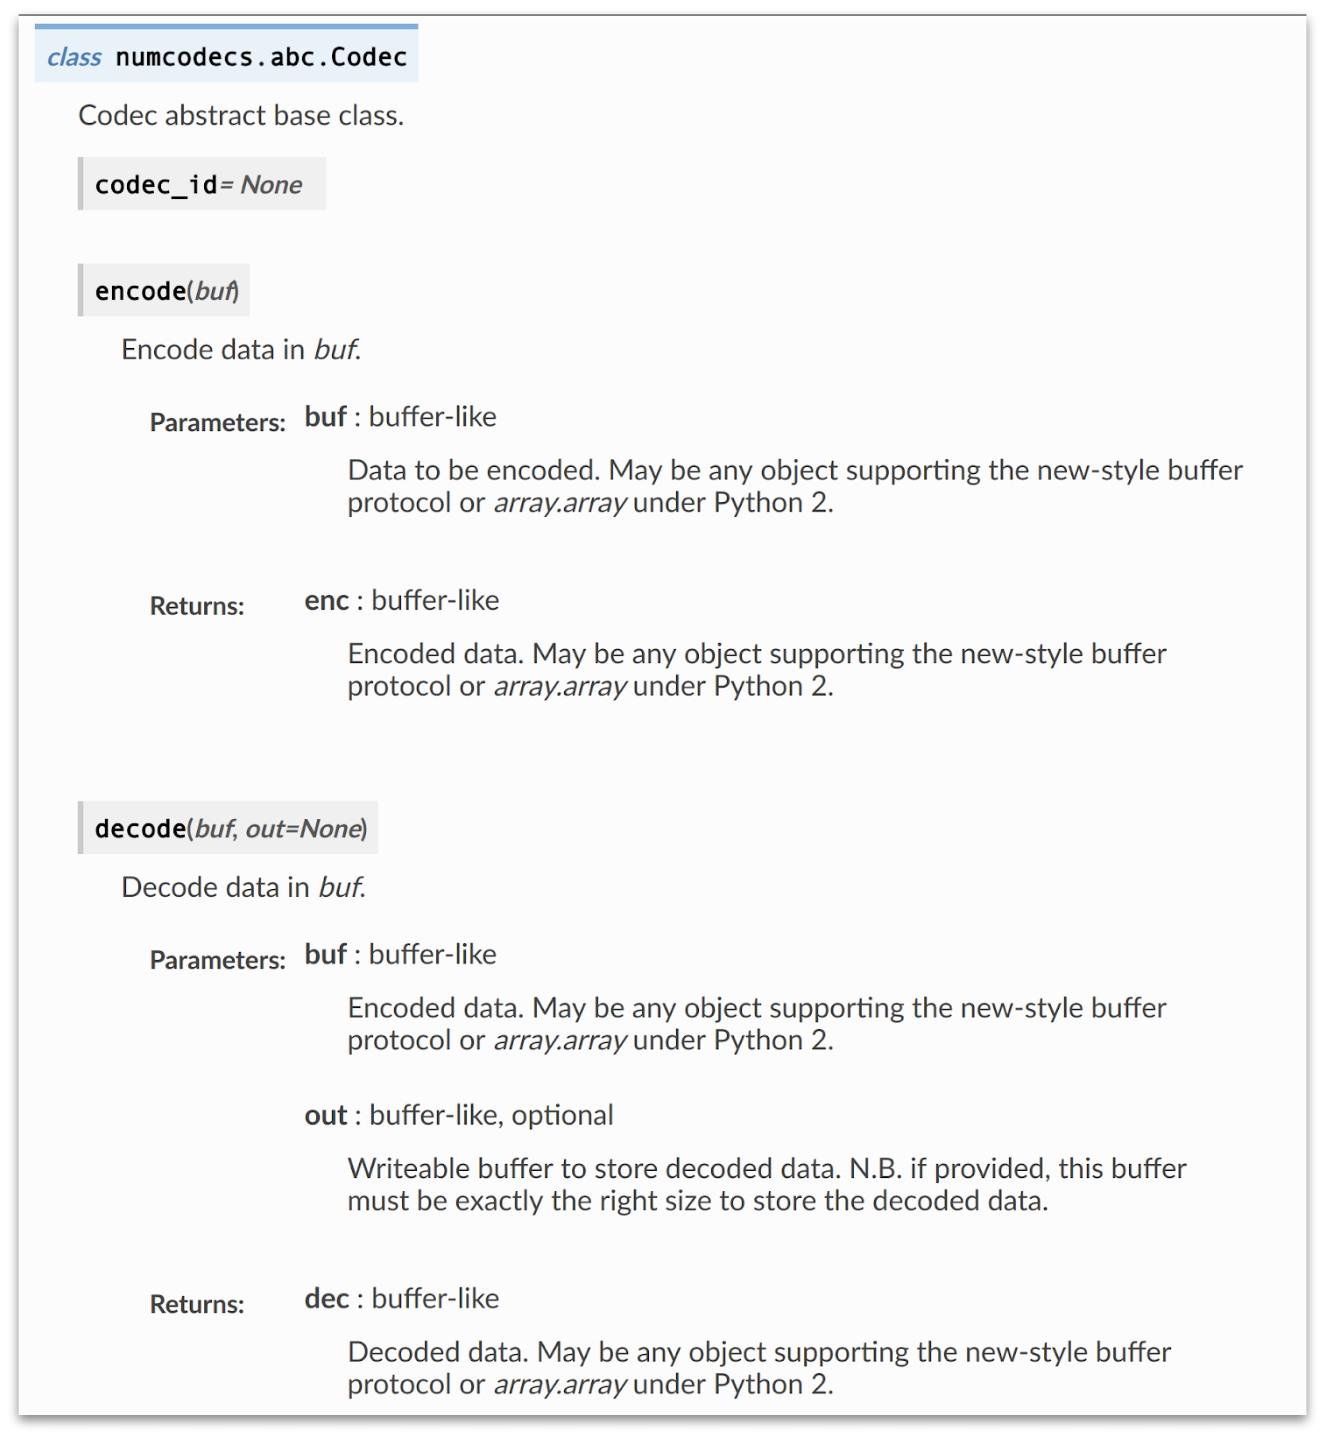 class numcodecs.abc.Codec
Codec abstract base class.
codec_id= None
encode(buf)
Encode data in buf.
Parameters: buf : buffer-like
Data to be encoded. May be any object supporting the new-style buffer
protocol or array.array under Python 2.
Returns: enc : buffer-like
Encoded data. May be any object supporting the new-style buffer
protocol or array.array under Python 2.
decode(buf, out=None)
Decode data in buf.
Parameters: buf : buffer-like
Encoded data. May be any object supporting the new-style buffer
protocol or array.array under Python 2.
out : buffer-like, optional
Writeable buffer to store decoded data. N.B. if provided, this buffer
must be exactly the right size to store the decoded data.
Returns: dec : buffer-like
Decoded data. May be any object supporting the new-style buffer
protocol or array.array under Python 2.